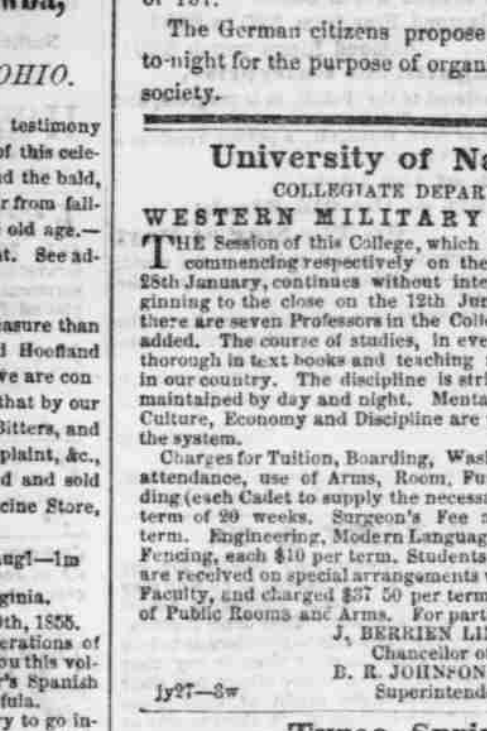 OHIO.
testimony
of this cele-
d the bald,
r from fall-
old age.—
t. See ad-
easure than
d Hoofland
ve are con
that by our
Bitters, and
plaint, &c.,
d and sold
cine Store,
aug1—1m
ginia.
th, 1855.
erations of
ou this vol-
r's Spanish
fula.
ry to go in-
The German citizens propose
to-night for the purpose of organ
society.
University of Na
COLLEGIATE DEPAR
WESTERN MILITARY
THE Session of this College, which
commencing respectively on the
28th January, continues without inte
ginning to the close on the 12th Jun
there are seven Professors in the Colle
added. The course of studies, in eve
thorough in text books and teaching
in our country. The discipline is stri
maintained by day and night. Menta
Culture, Economy and Discipline are
the system.
Charges for Tuition, Boarding, Wash
attendance, use of Arms, Room, Fu
ding (each Cadet to supply the necessa
term of 20 weeks. Surgeon's Fee
term. Engineering, Modern Languag
Fencing, each $10 per term. Students
are received on special arrangements
Faculty, and charged $37 50 per term
of Public Rooms and Arms. For part
J. BERRIEN LI
Chancellor of
B. R. JOHNSON
jy27—3w Superintend